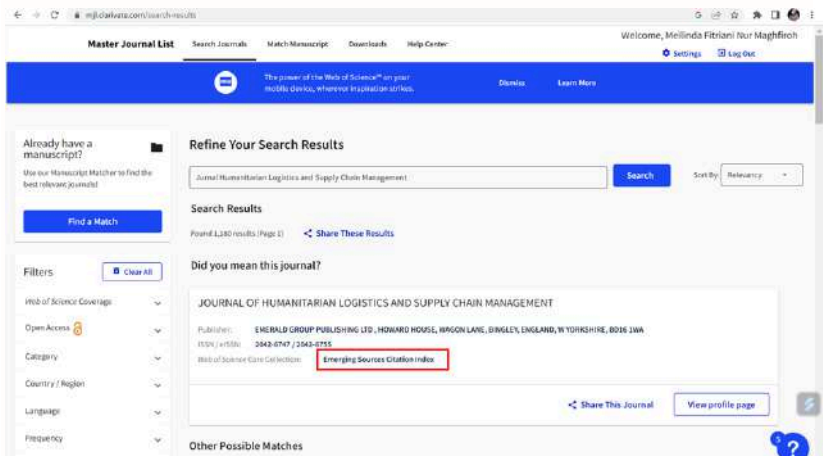 mjl.clarivate.com/search-results
Welcome, Meilinda Fitriani Nur Maghfiroh
Master Journal List
Search Journals
Match Manuscript
Downloads
Help Center
Settings
Log Out
The power of the Web of Science™ on your
mobile device, wherever inspiration strikes.
Dismiss
Learn More
Already have a
manuscript?
Use our Manuscript Matcher to find the
best relevant journals!
Find a Match
Filters
Clear All
Web of Science Coverage
Open Access
Category
Country / Region
Language
Frequency
Refine Your Search Results
Jurnal Humanitarian Logistics and Supply Chain Management
Search
Sort By: Relevancy
Search Results
Found 1,180 results (Page 1)
Share These Results
Did you mean this journal?
JOURNAL OF HUMANITARIAN LOGISTICS AND SUPPLY CHAIN MANAGEMENT
Publisher: EMERALD GROUP PUBLISHING LTD , HOWARD HOUSE, WAGON LANE, BINGLEY, ENGLAND, W YORKSHIRE, BD16 1WA
ISSN / eISSN: 2042-6747 / 2042-6755
Web of Science Core Collection: Emerging Sources Citation Index
Share This Journal
View profile page
Other Possible Matches
5
?